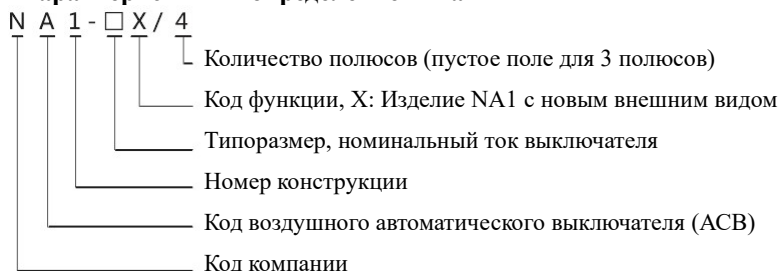 N A 1 - □ X / 4
Количество полюсов (пустое поле для 3 полюсов)
Код функции, X: Изделие NA1 с новым внешним видом
Типоразмер, номинальный ток выключателя
Номер конструкции
Код воздушного автоматического выключателя (ACB)
Код компании